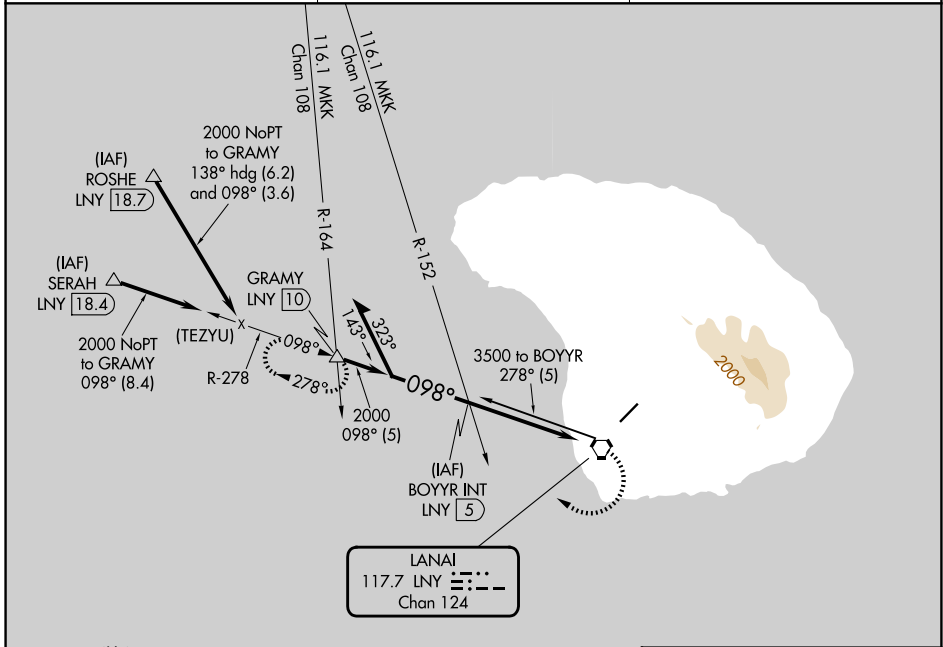 116.1 MKK
Chan 108
116.1 MKK
Chan 108
2000 NoPT
to GRAMY
138° hdg (6.2)
and 098° (3.6)
(IAF)
ROSHE
LNY 18.7
R-164
R-152
(IAF)
SERAH
LNY 18.4
GRAMY
LNY 10
(TEZYU)
X
098°
278°
143°
323°
2000 NoPT
to GRAMY
098° (8.4)
R-278
098°
3500 to BOYYR
278° (5)
2000
2000
098° (5)
(IAF)
BOYYR INT
LNY 5
LANAI
117.7 LNY
Chan 124